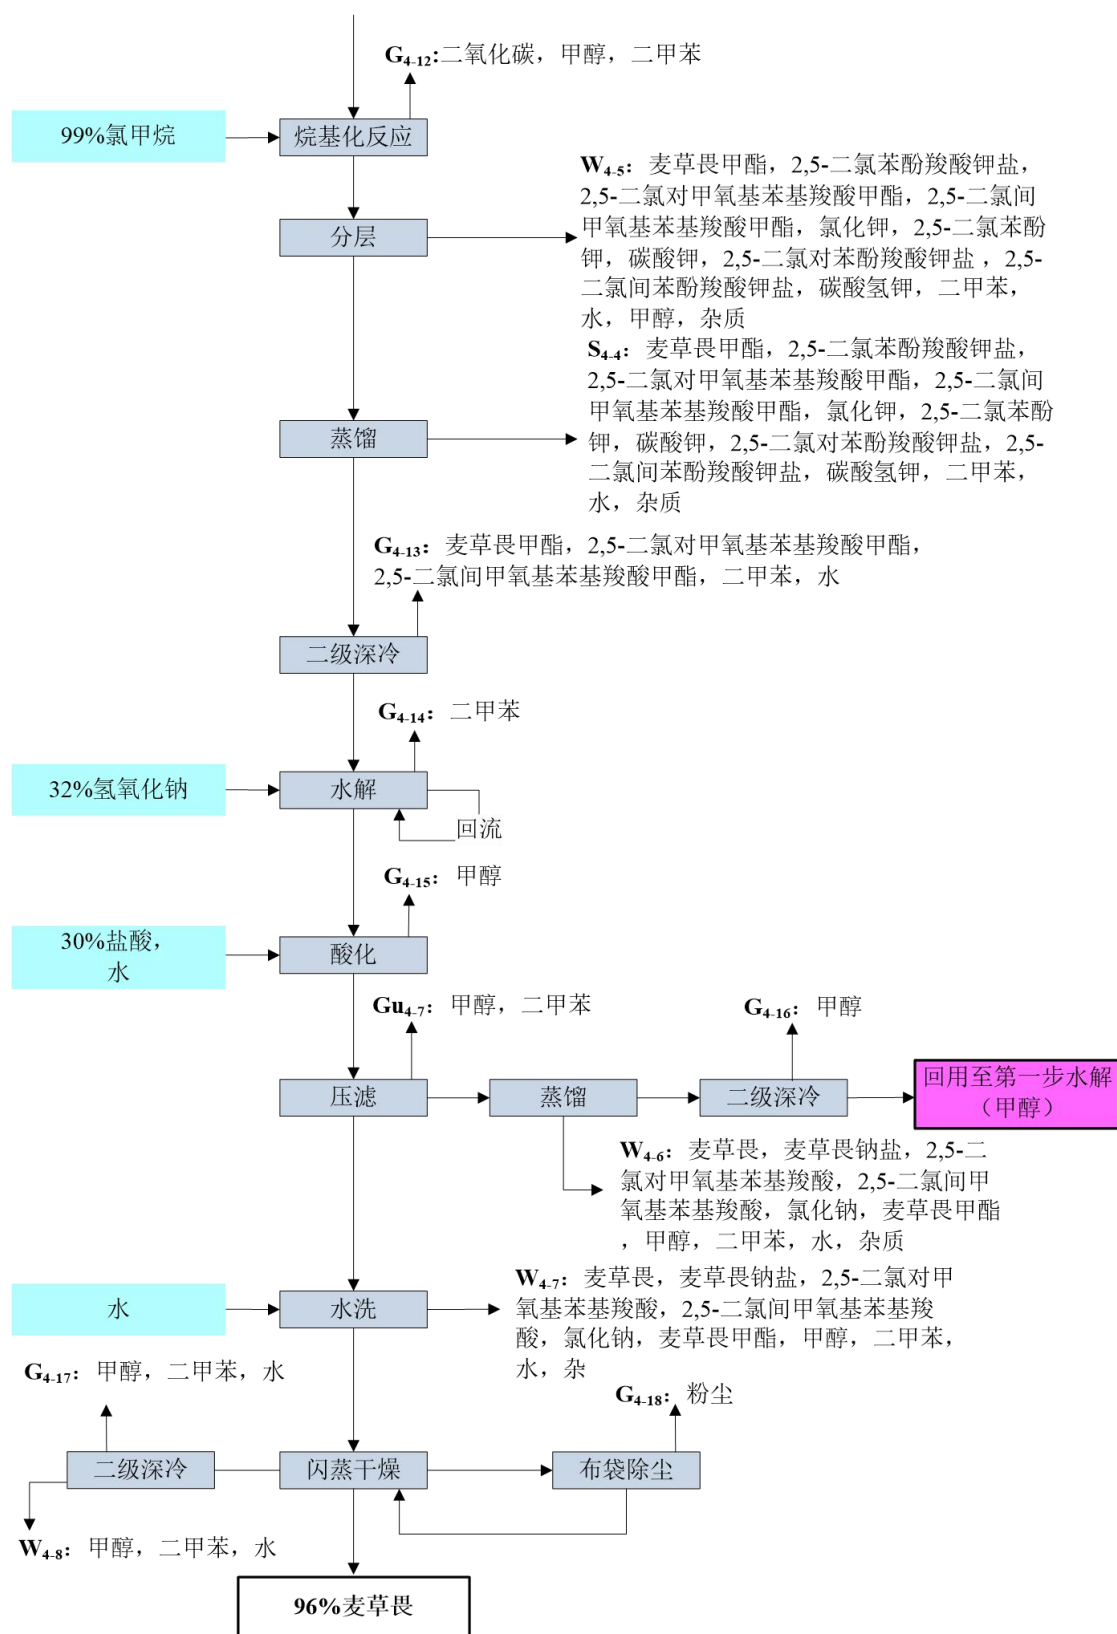 G4-12:二氧化碳，甲醇，二甲苯
99%氯甲烷
烷基化反应
W4-5：麦草畏甲酯，2,5-二氯苯酚羧酸钾盐，
2,5-二氯对甲氧基苯基羧酸甲酯，2,5-二氯间
甲氧基苯基羧酸甲酯，氯化钾，2,5-二氯苯酚
钾，碳酸钾，2,5-二氯对苯酚羧酸钾盐，2,5-
二氯间苯酚羧酸钾盐，碳酸氢钾，二甲苯，
水，甲醇，杂质
分层
S4-4：麦草畏甲酯，2,5-二氯苯酚羧酸钾盐，
2,5-二氯对甲氧基苯基羧酸甲酯，2,5-二氯间
甲氧基苯基羧酸甲酯，氯化钾，2,5-二氯苯酚
钾，碳酸钾，2,5-二氯对苯酚羧酸钾盐，2,5-
二氯间苯酚羧酸钾盐，碳酸氢钾，二甲苯，
水，杂质
蒸馏
G4-13：麦草畏甲酯，2,5-二氯对甲氧基苯基羧酸甲酯，
2,5-二氯间甲氧基苯基羧酸甲酯，二甲苯，水
二级深冷
G4-14：二甲苯
32%氢氧化钠
水解
回流
G4-15：甲醇
30%盐酸，
水
酸化
Gu4-7：甲醇，二甲苯
G4-16：甲醇
压滤
蒸馏
二级深冷
回用至第一步水解
（甲醇）
W4-6：麦草畏，麦草畏钠盐，2,5-二
氯对甲氧基苯基羧酸，2,5-二氯间甲
氧基苯基羧酸，氯化钠，麦草畏甲酯
，甲醇，二甲苯，水，杂质
水
水洗
W4-7：麦草畏，麦草畏钠盐，2,5-二氯对甲
氧基苯基羧酸，2,5-二氯间甲氧基苯基羧
酸，氯化钠，麦草畏甲酯，甲醇，二甲苯，
水，杂
G4-17：甲醇，二甲苯，水
G4-18：粉尘
二级深冷
闪蒸干燥
布袋除尘
W4-8：甲醇，二甲苯，水
96%麦草畏